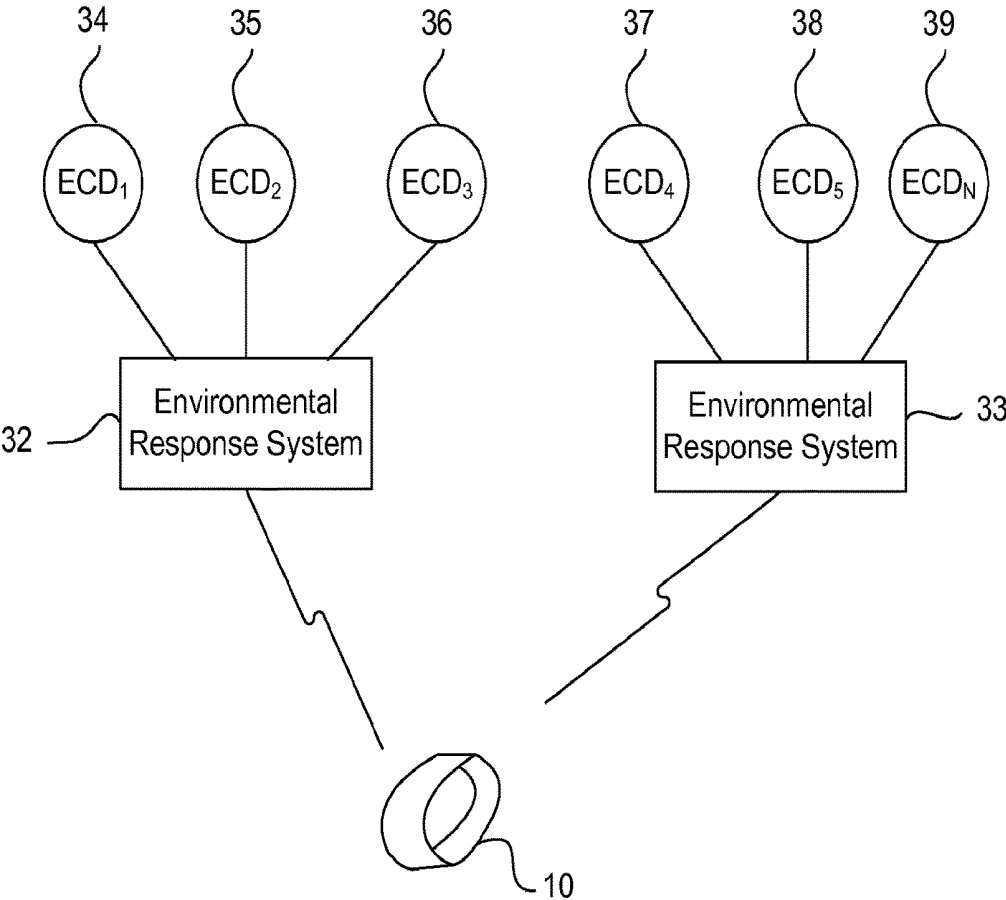 34 35 36 37 38 39
ECD₁ ECD₂ ECD₃ ECD₄ ECD₅ ECD_N
32
Environmental
Response System
Environmental
Response System
33
10